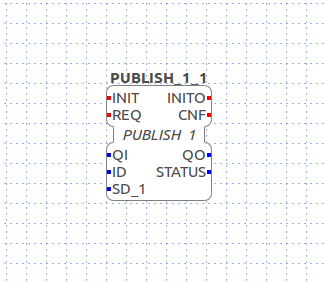 PUBLISH_1_1
INIT INITO
REQ CNF
PUBLISH_1
QI QO
ID STATUS
SD_1